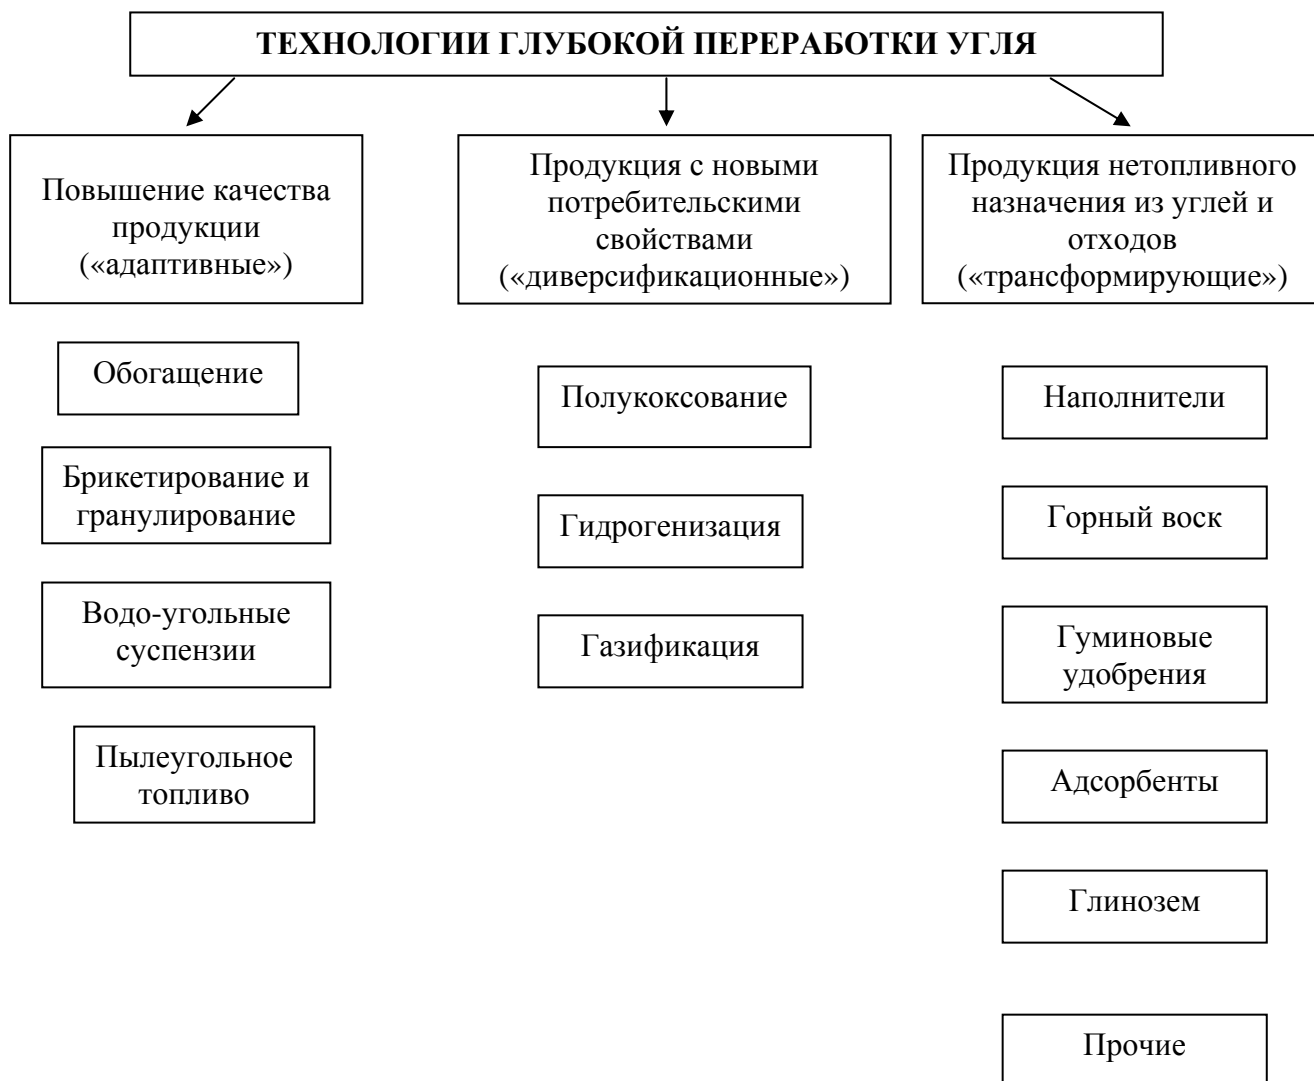 ТЕХНОЛОГИИ ГЛУБОКОЙ ПЕРЕРАБОТКИ УГЛЯ
Повышение качества
продукции
(«адаптивные»)
Обогащение
Брикетирование и
гранулирование
Водо-угольные
суспензии
Пылеугольное
топливо
Продукция с новыми
потребительскими
свойствами
(«диверсификационные»)
Полукоксование
Гидрогенизация
Газификация
Продукция нетопливного
назначения из углей и
отходов
(«трансформирующие»)
Наполнители
Горный воск
Гуминовые
удобрения
Адсорбенты
Глинозем
Прочие